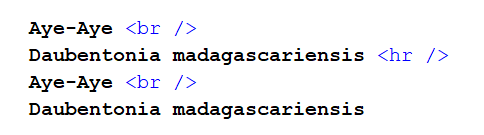 Aye-Aye <br />
Daubentonia madagascariensis <hr />
Aye-Aye <br />
Daubentonia madagascariensis